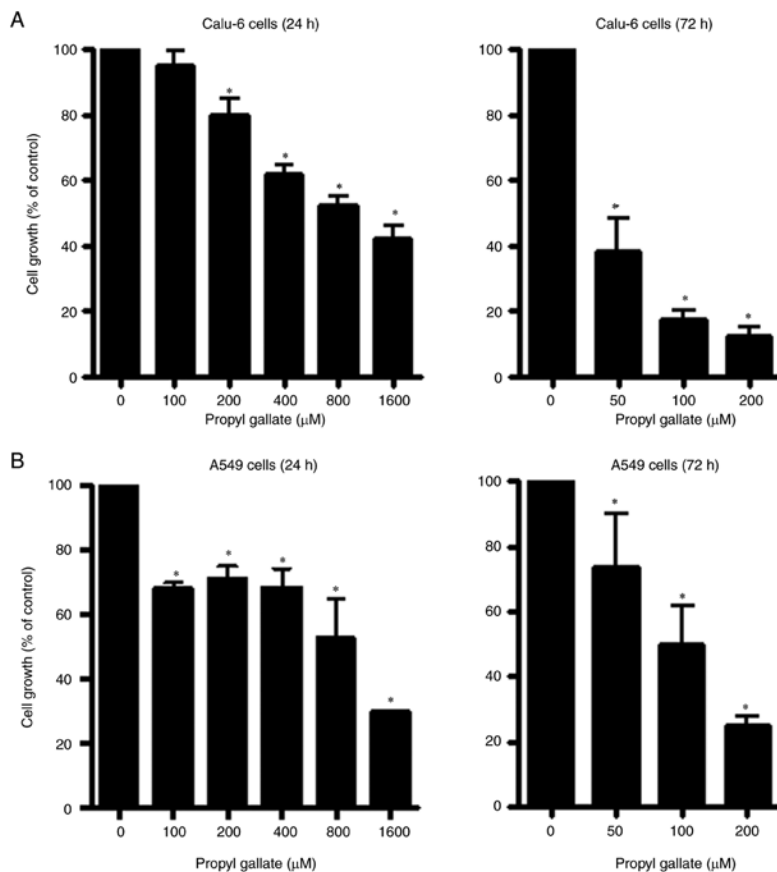 A
Calu-6 cells (24 h)
Cell growth (% of control)
100
80
60
40
20
0
0 100 200 400 800 1600
Propyl gallate (μM)
*
*
*
*
Calu-6 cells (72 h)
100
80
60
40
20
0
0 50 100 200
Propyl gallate (μM)
*
*
*
B
A549 cells (24 h)
Cell growth (% of control)
100
80
60
40
20
0
0 100 200 400 800 1600
Propyl gallate (μM)
*
*
*
*
*
A549 cells (72 h)
100
80
60
40
20
0
0 50 100 200
Propyl gallate (μM)
*
*
*